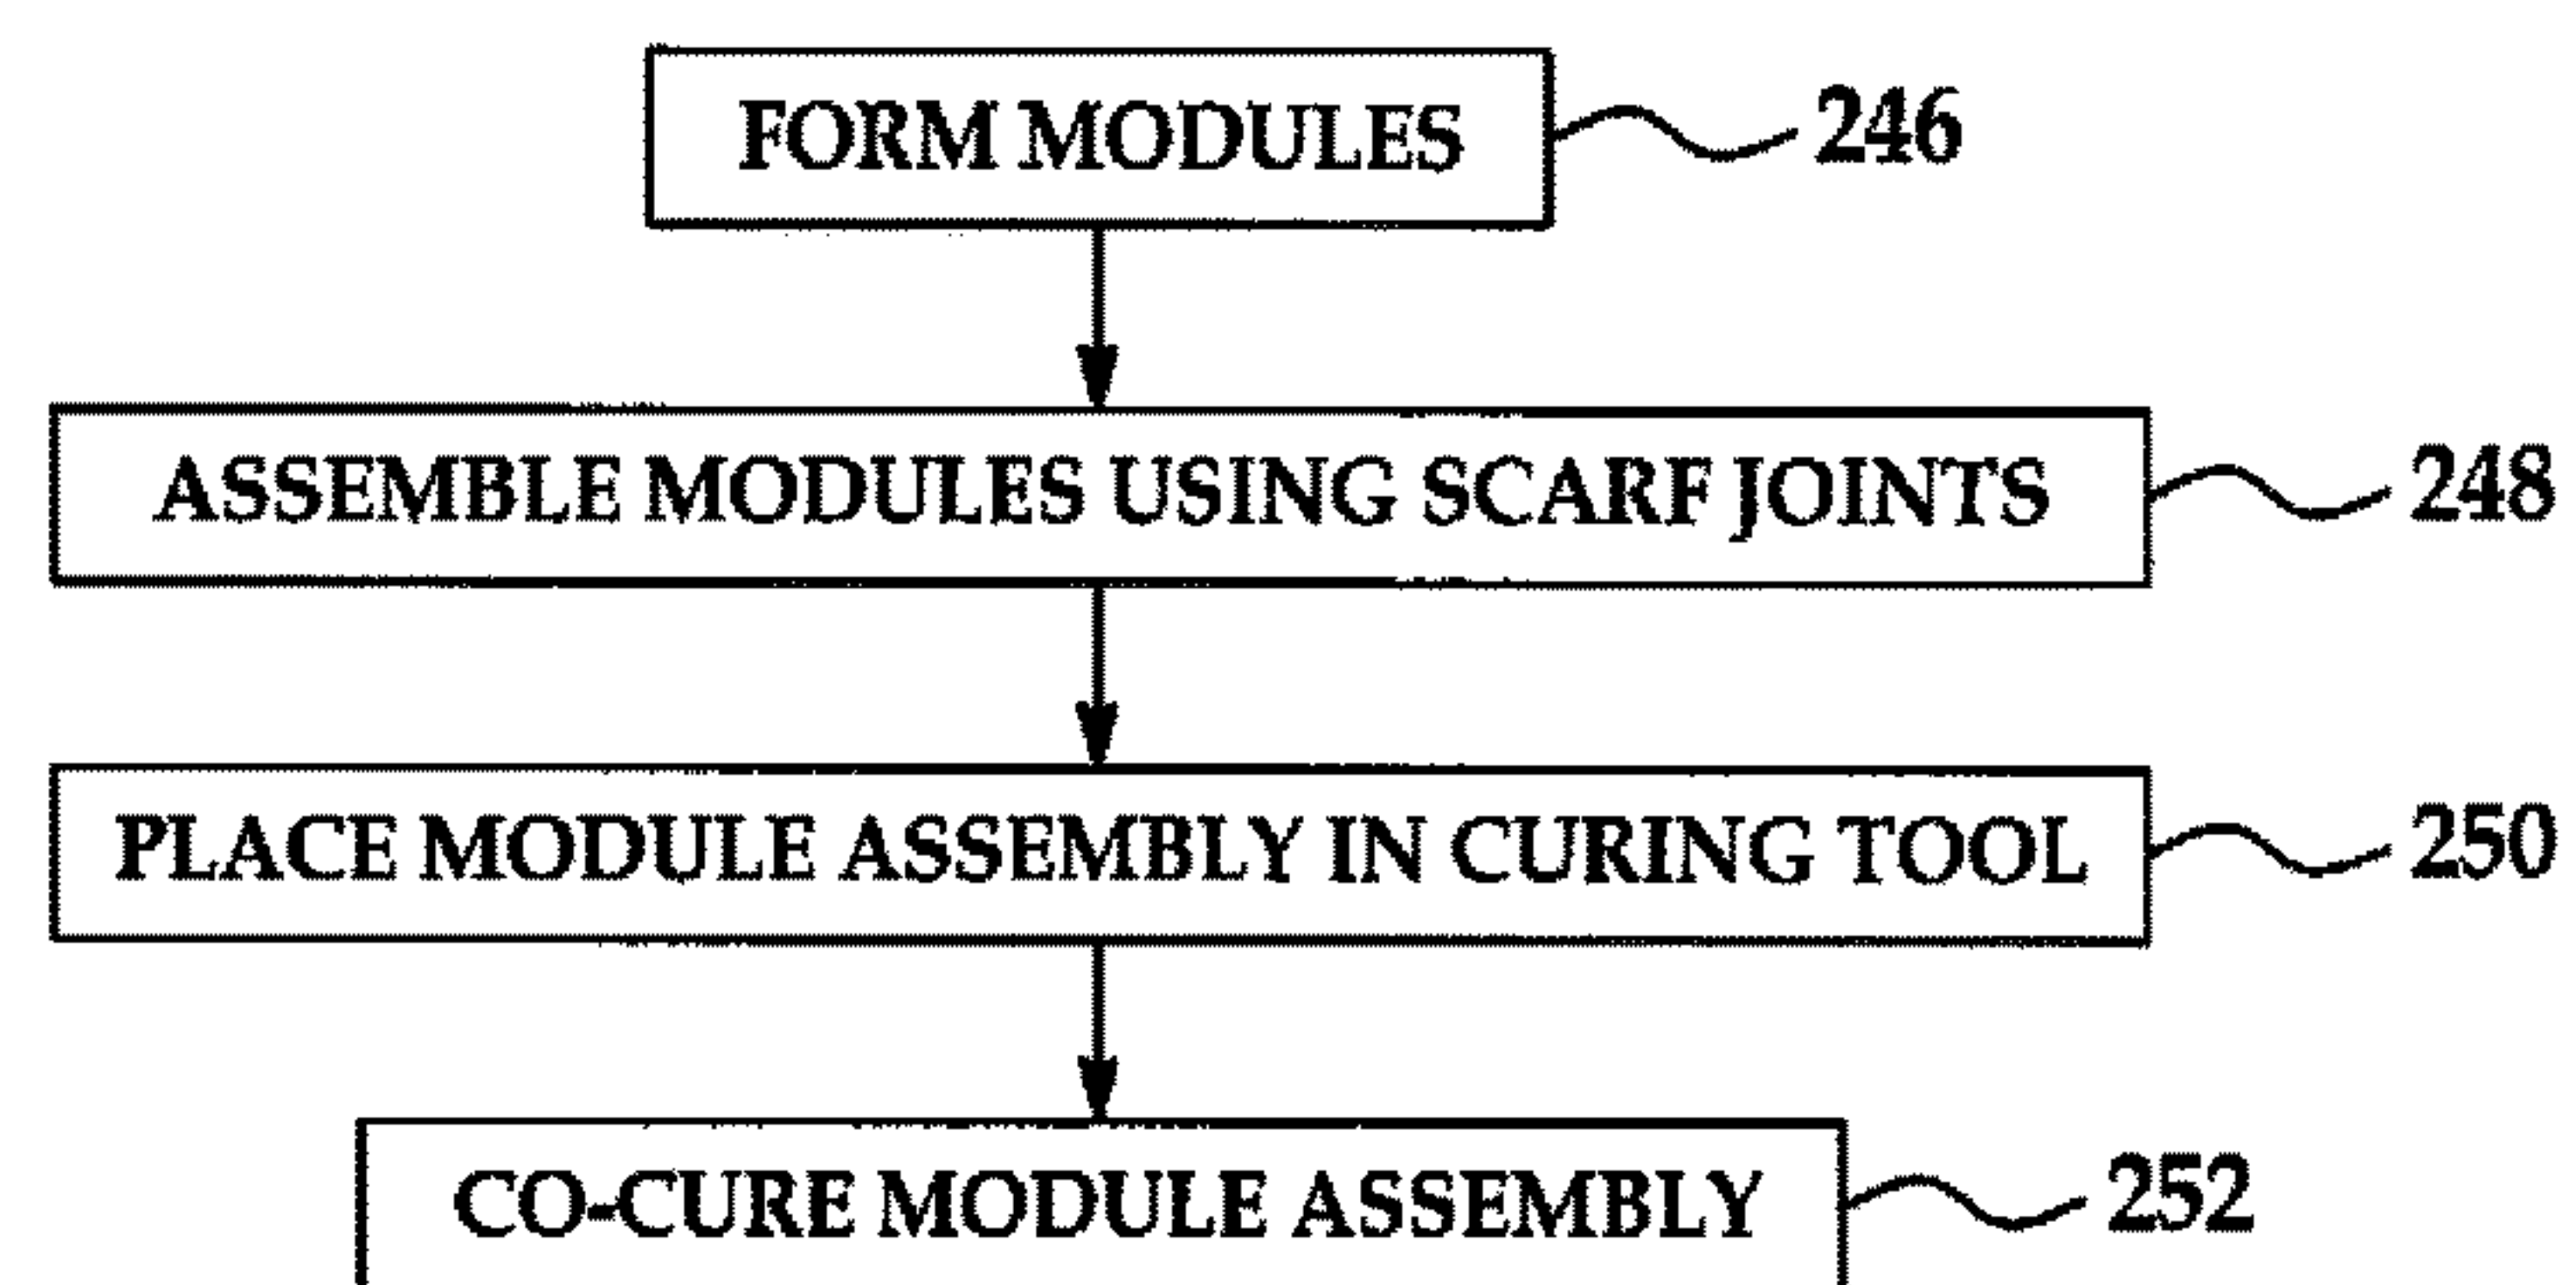 FORM MODULES 246
ASSEMBLE MODULES USING SCARF JOINTS 248
PLACE MODULE ASSEMBLY IN CURING TOOL 250
CO-CURE MODULE ASSEMBLY 252